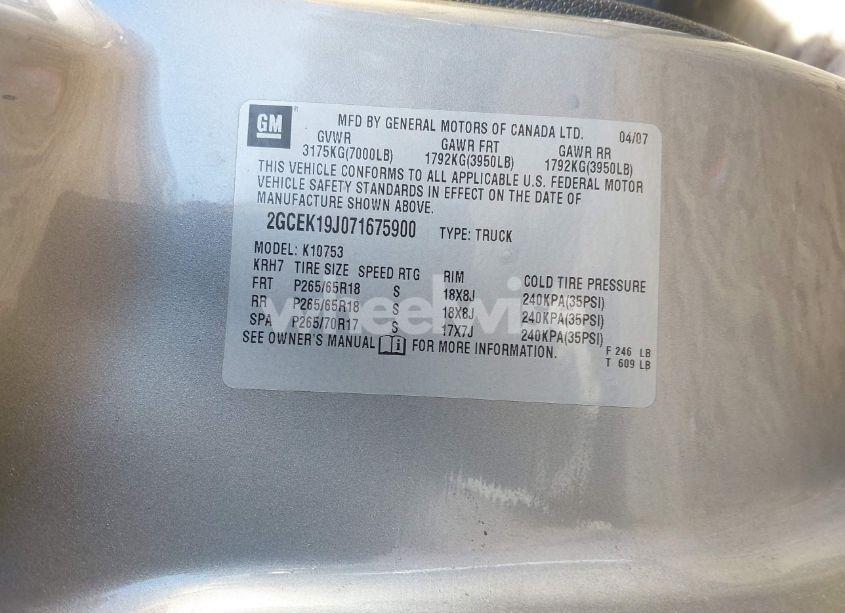 GM
MFD BY GENERAL MOTORS OF CANADA LTD. 04/07
GVWR GAWR FRT GAWR RR
3175KG(7000LB) 1792KG(3950LB) 1792KG(3950LB)
THIS VEHICLE CONFORMS TO ALL APPLICABLE U.S. FEDERAL MOTOR
VEHICLE SAFETY STANDARDS IN EFFECT ON THE DATE OF
MANUFACTURE SHOWN ABOVE.
2GCEK19J071675900 TYPE: TRUCK
MODEL: K10753
KRH7 TIRE SIZE SPEED RTG RIM COLD TIRE PRESSURE
FRT P265/65R18 S 18X8J 240KPA(35PSI)
RR P265/65R18 S 18X8J 240KPA(35PSI)
SPA P265/70R17 S 17X7J 240KPA(35PSI)
SEE OWNER'S MANUAL FOR MORE INFORMATION.
F 246 LB
T 609 LB